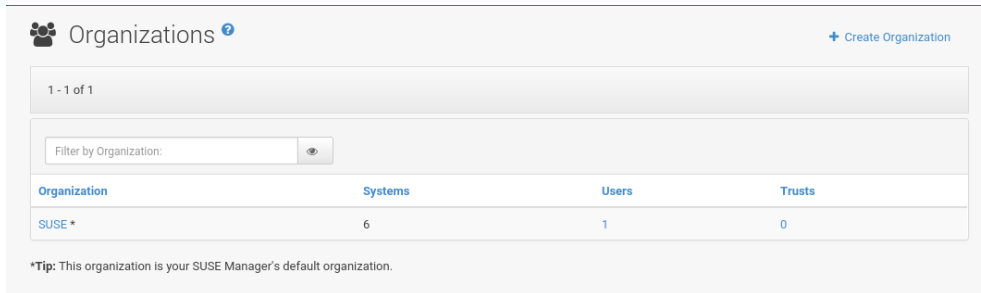 Organizations ?
+ Create Organization
1 - 1 of 1
Filter by Organization:
Organization Systems Users Trusts
SUSE * 6 1 0
*Tip: This organization is your SUSE Manager's default organization.